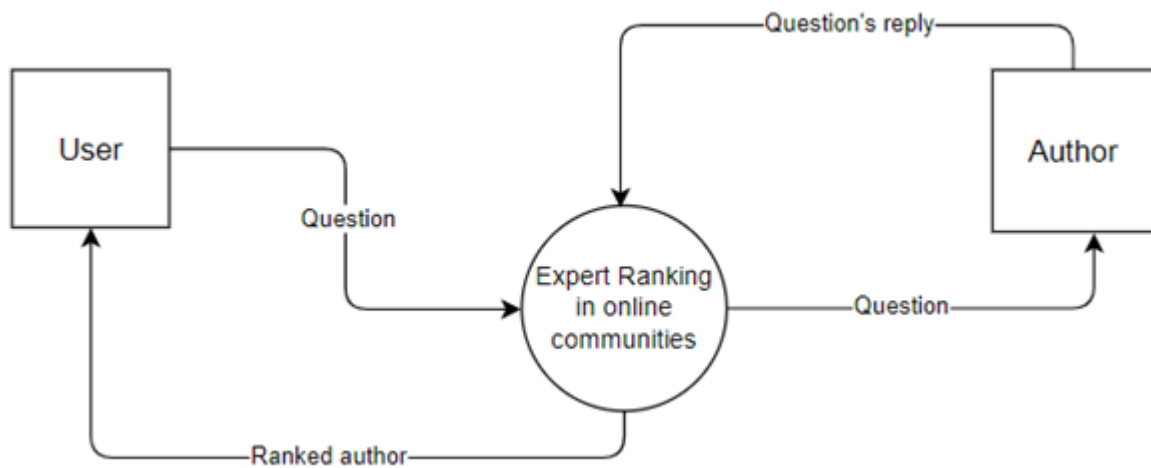 Question's reply
User
Author
Question
Expert Ranking
in online
communities
Question
Ranked author